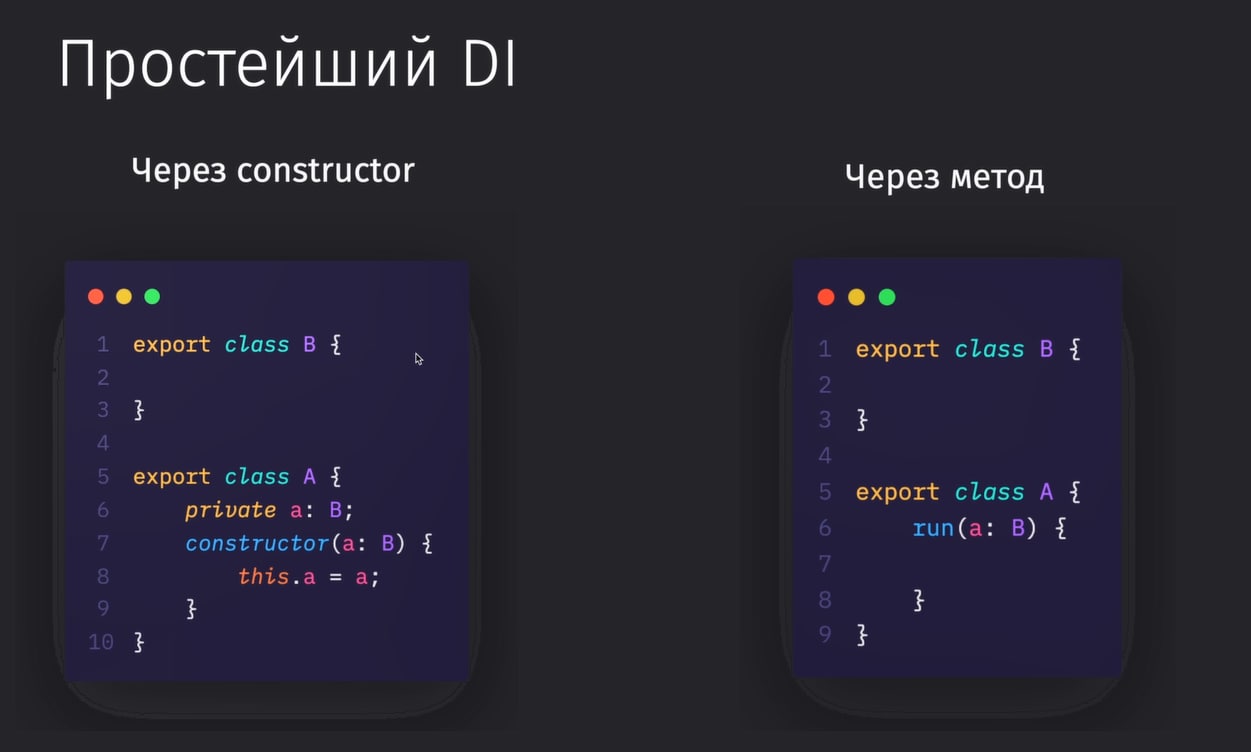 Простейший DI
Через constructor
1 export class B {
2
3 }
4
5 export class A {
6     private a: B;
7     constructor(a: B) {
8         this.a = a;
9     }
10 }
Через метод
1 export class B {
2
3 }
4
5 export class A {
6     run(a: B) {
7
8     }
9 }